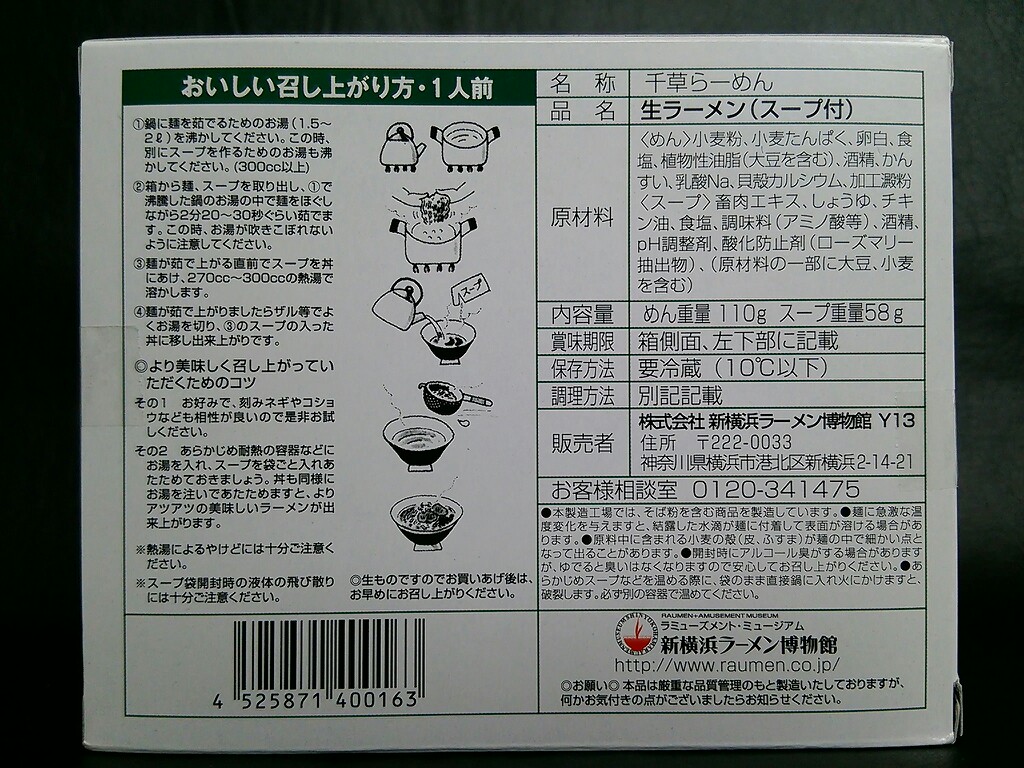 おいしい召し上がり方・1人前
①鍋に麺を茹でるためのお湯(1.5～
2ℓ)を沸かしてください。この時、
別にスープを作るためのお湯も沸
かしてください。(300cc以上)
②箱から麺、スープを取り出し、①で
沸騰した鍋のお湯の中で麺をほぐし
ながら2分20～30秒ぐらい茹でま
す。この時、お湯が吹きこぼれない
ように注意してください。
③麺が茹で上がる直前でスープを丼
にあけ、270cc～300ccの熱湯で
溶かします。
④麺が茹で上がりましたらザル等でよ
くお湯を切り、③のスープの入った
丼に移し出来上がりです。
◎より美味しく召し上がってい
ただくためのコツ
その1 お好みで、刻みネギやコショ
ウなども相性が良いので是非お試
しください。
その2 あらかじめ耐熱の容器などに
お湯を入れ、スープを袋ごと入れあ
たためておきましょう。丼も同様に
お湯を注いであたためますと、より
アツアツの美味しいラーメンが出
来上がります。
※熱湯によるやけどには十分ご注意く
ださい。
※スープ袋開封時の液体の飛び散り
には十分ご注意ください。
スープ
◎生ものですのでお買いあげ後は、
お早めにお召し上がりください。
4 525871 400163
名称 千草らーめん
品名 生ラーメン(スープ付)
原材料
〈めん〉小麦粉、小麦たんぱく、卵白、食
塩、植物性油脂(大豆を含む)、酒精、かん
すい、乳酸Na、貝殻カルシウム、加工澱粉
〈スープ〉畜肉エキス、しょうゆ、チキ
ン油、食塩、調味料(アミノ酸等)、酒精、
pH調整剤、酸化防止剤(ローズマリー
抽出物)、(原材料の一部に大豆、小麦
を含む)
内容量 めん重量 110g スープ重量58g
賞味期限 箱側面、左下部に記載
保存方法 要冷蔵(10℃以下)
調理方法 別記記載
販売者
株式会社 新横浜ラーメン博物館 Y13
住所 〒222-0033
神奈川県横浜市港北区新横浜2-14-21
お客様相談室 0120-341475
●本製造工場では、そば粉を含む商品を製造しています。●麺に急激な温
度変化を与えますと、結露した水滴が麺に付着して表面が溶ける場合があ
ります。●原料中に含まれる小麦の殻(皮、ふすま)が麺の中で細かい点と
なって出ることがあります。●開封時にアルコール臭がする場合があります
が、ゆでると臭いはなくなりますので安心してお召し上がりください。●あ
らかじめスープなどを温める際に、袋のまま直接鍋に入れ火にかけますと、
破裂します。必ず別の容器で温めてください。
RAUMEN+AMUSEMENT MUSEUM
ラミューズメント・ミュージアム
新横浜ラーメン博物館
http://www.raumen.co.jp/
◎お願い◎ 本品は厳重な品質管理のもと製造いたしておりますが、
何かお気付きの点がございましたらお知らせください。